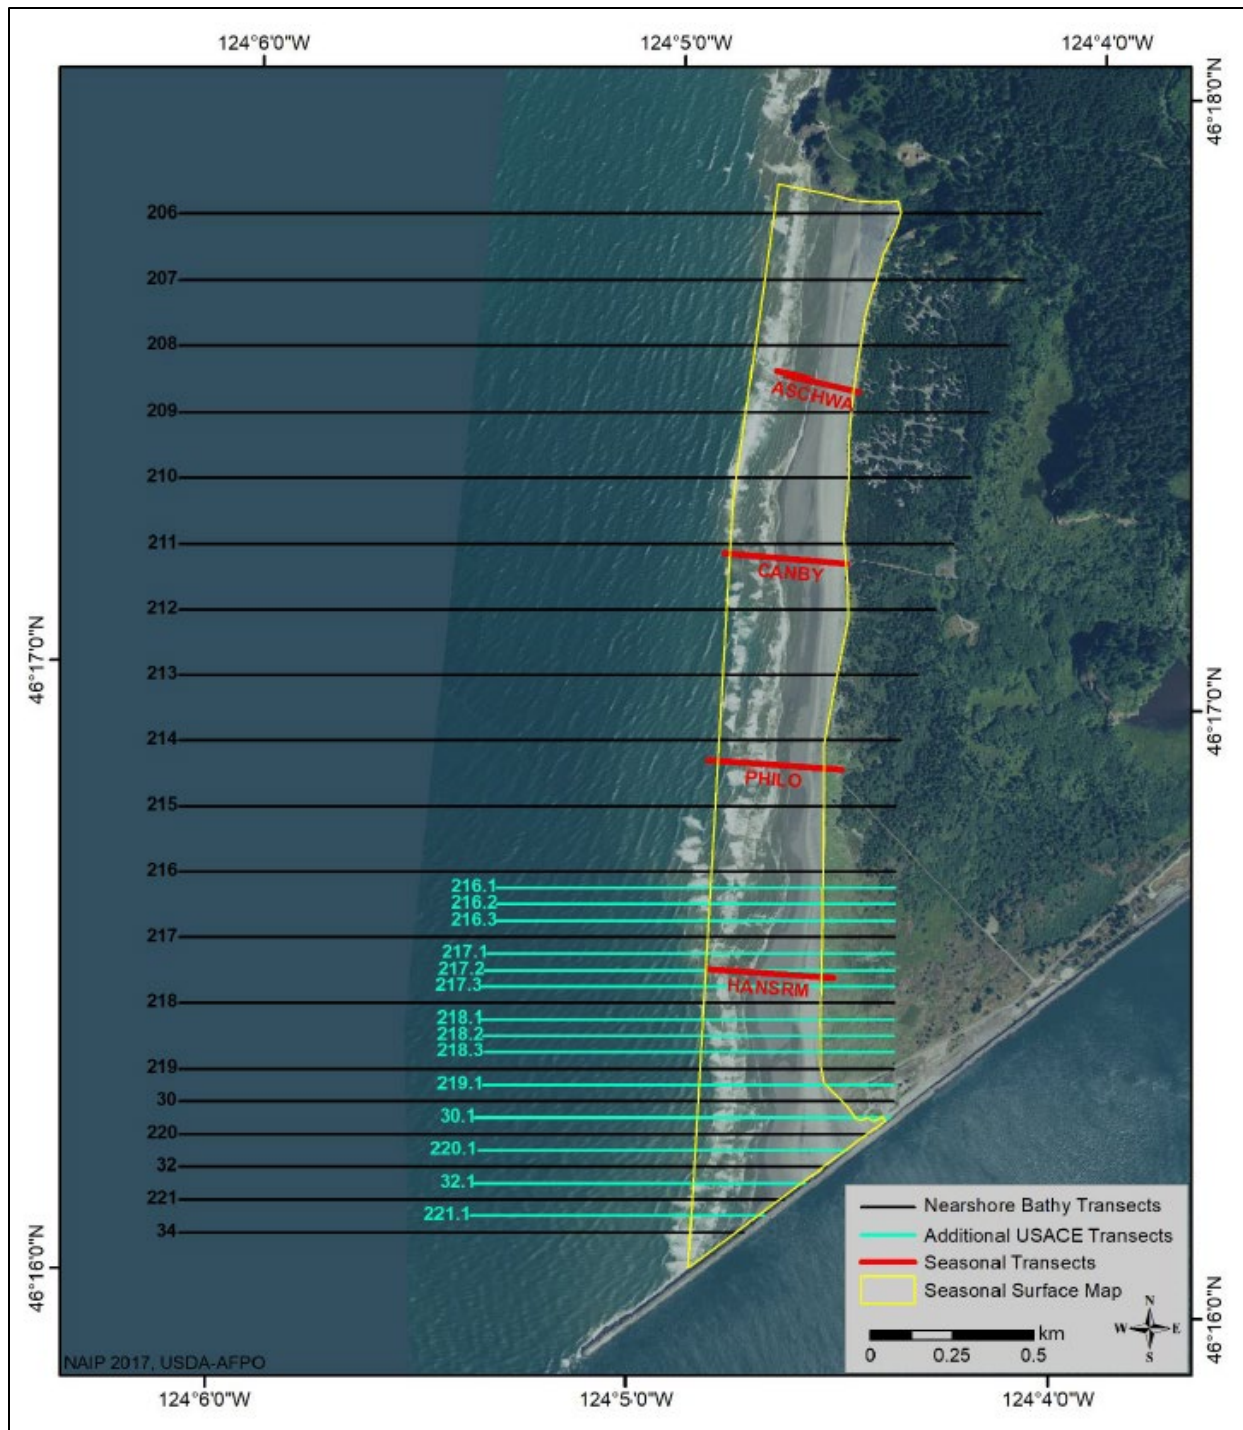 124°6'0"W
124°5'0"W
124°4'0"W
46°18'0"N
206
207
208
ASCHWA
209
210
211
CANBY
212
46°17'0"N
213
46°17'0"N
214
PHILO
215
216
216.1
216.2
216.3
217
217.1
217.2
217.3
HANSRM
218
218.1
218.2
218.3
219
219.1
30
30.1
220
220.1
32
32.1
221
221.1
34
46°16'0"N
Nearshore Bathy Transects
Additional USACE Transects
Seasonal Transects
Seasonal Surface Map
N
W E
S
km
0 0.25 0.5
46°16'0"N
NAIP 2017, USDA-AFPO
124°6'0"W
124°5'0"W
124°4'0"W